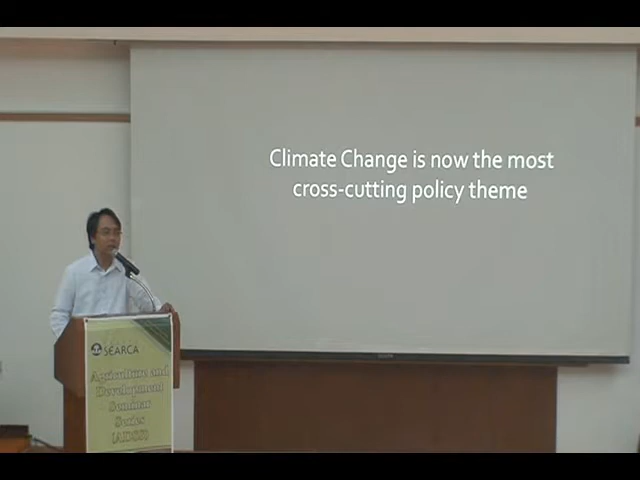 Climate Change is now the most
cross-cutting policy theme
SEARCA
Agriculture and
Development
Seminar
Series
(ADSS)